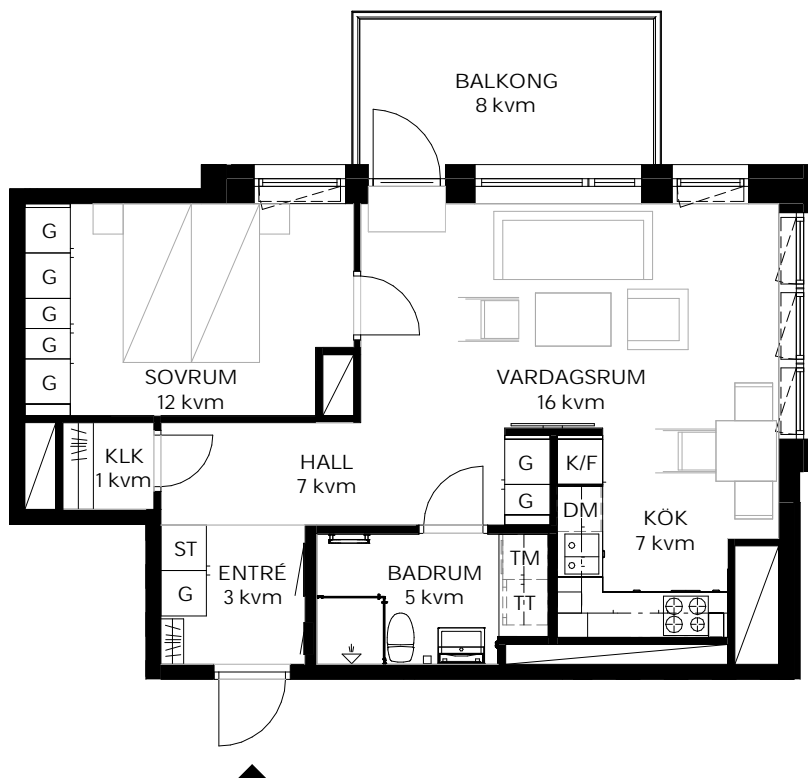 BALKONG
8 kvm
G
G
G
G
G
SOVRUM
12 kvm
VARDAGSRUM
16 kvm
KLK
1 kvm
HALL
7 kvm
G
G
K/F
DM
KÖK
7 kvm
ST
G
ENTRÉ
3 kvm
BADRUM
5 kvm
TM
TT